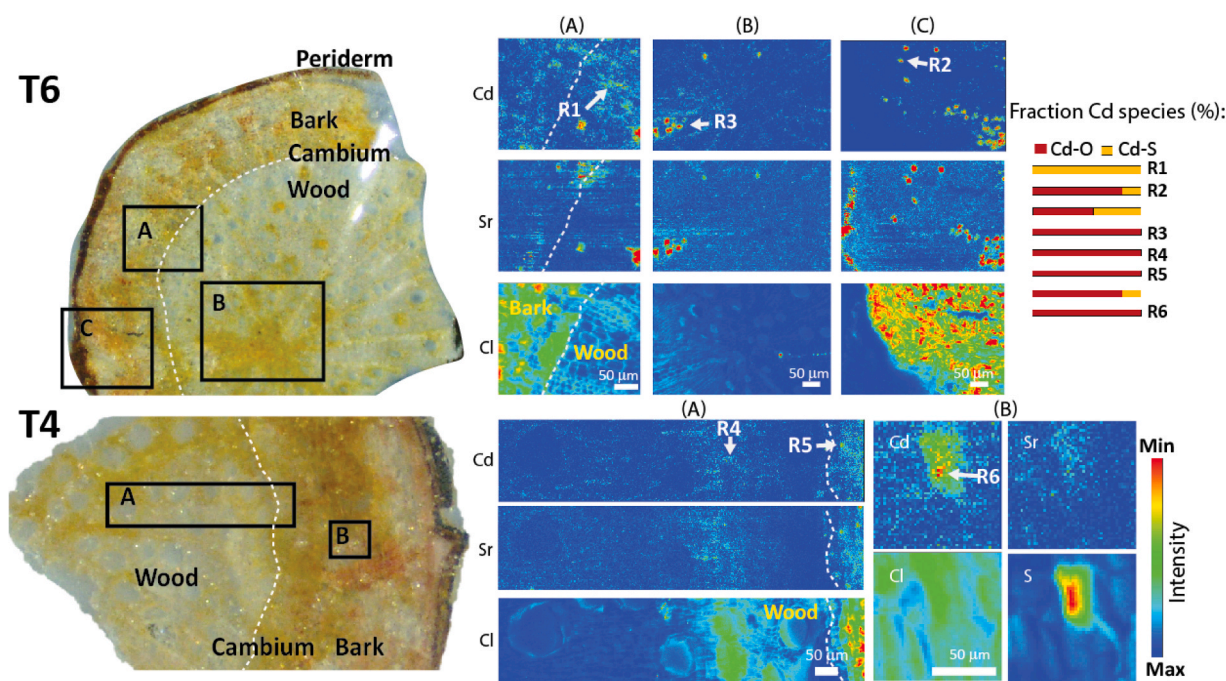 T6
Periderm
Bark
Cambium
Wood
A
B
C
(A)
(B)
(C)
Cd
R1
R3
R2
Sr
Cl
Bark
Wood
50 µm
50 µm
50 µm
Fraction Cd species (%):
Cd-O Cd-S
R1
R2
R3
R4
R5
R6
T4
A
B
Wood
Cambium
Bark
(A)
Cd
R4
R5
Sr
Cl
Wood
50 µm
(B)
Cd
R6
Sr
Cl
50 µm
S
Min
Intensity
Max